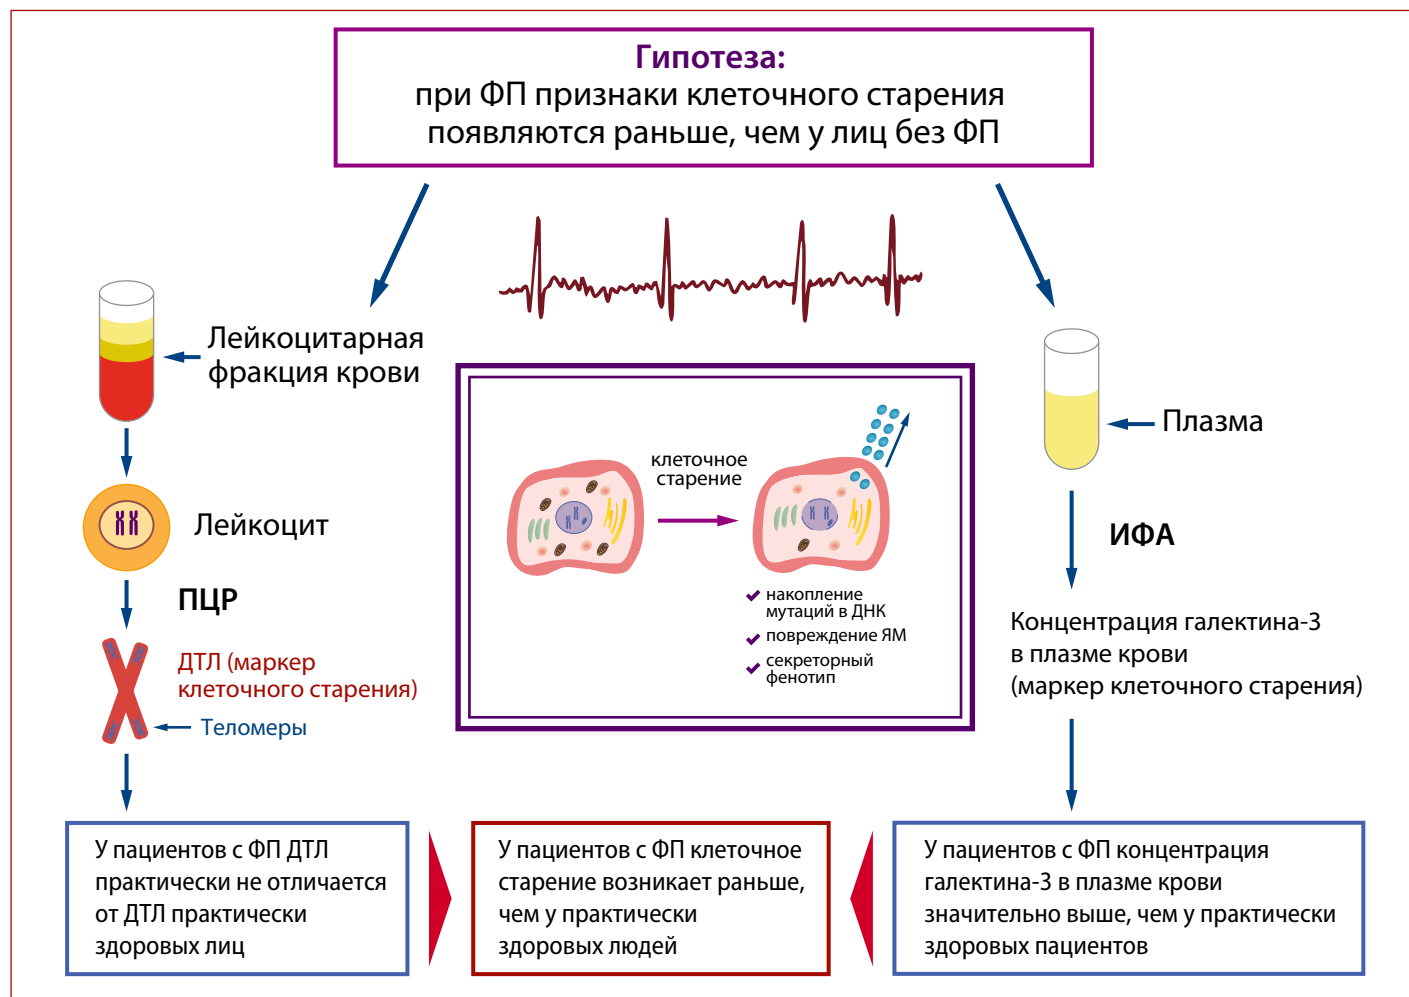 Гипотеза:
при ФП признаки клеточного старения
появляются раньше, чем у лиц без ФП
Лейкоцитарная
фракция крови
Лейкоцит
ПЦР
ДТЛ (маркер
клеточного старения)
Теломеры
клеточное
старение
накопление
мутаций в ДНК
повреждение ЯМ
секреторный
фенотип
Плазма
ИФА
Концентрация галектина-3
в плазме крови
(маркер клеточного старения)
У пациентов с ФП ДТЛ
практически не отличается
от ДТЛ практически
здоровых лиц
У пациентов с ФП клеточное
старение возникает раньше,
чем у практически
здоровых людей
У пациентов с ФП концентрация
галектина-3 в плазме крови
значительно выше, чем у практически
здоровых пациентов